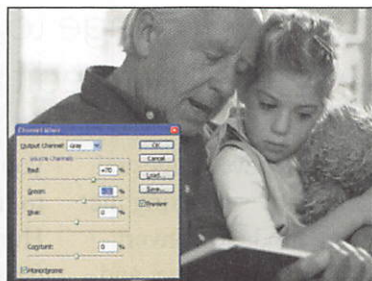 Channel Mixer
Output Channel: Gray
OK
Source Channels
Cancel
Red: +70 %
Load...
Green: %
Save...
Preview
Blue: 0 %
Constant: 0 %
Monochrome